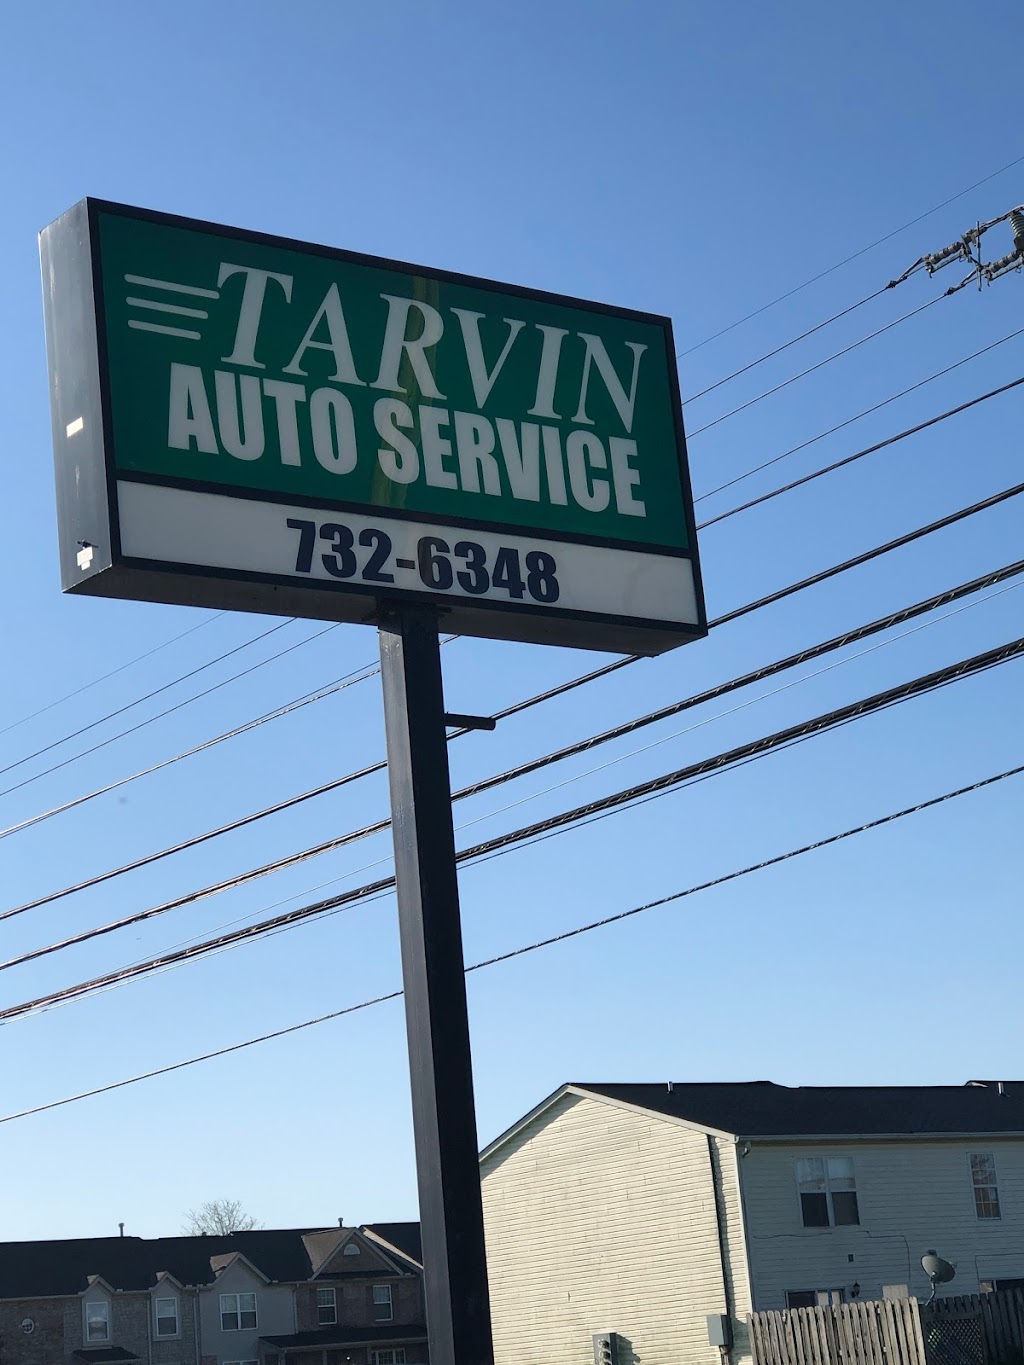 TARVIN
AUTO SERVICE
732-6348